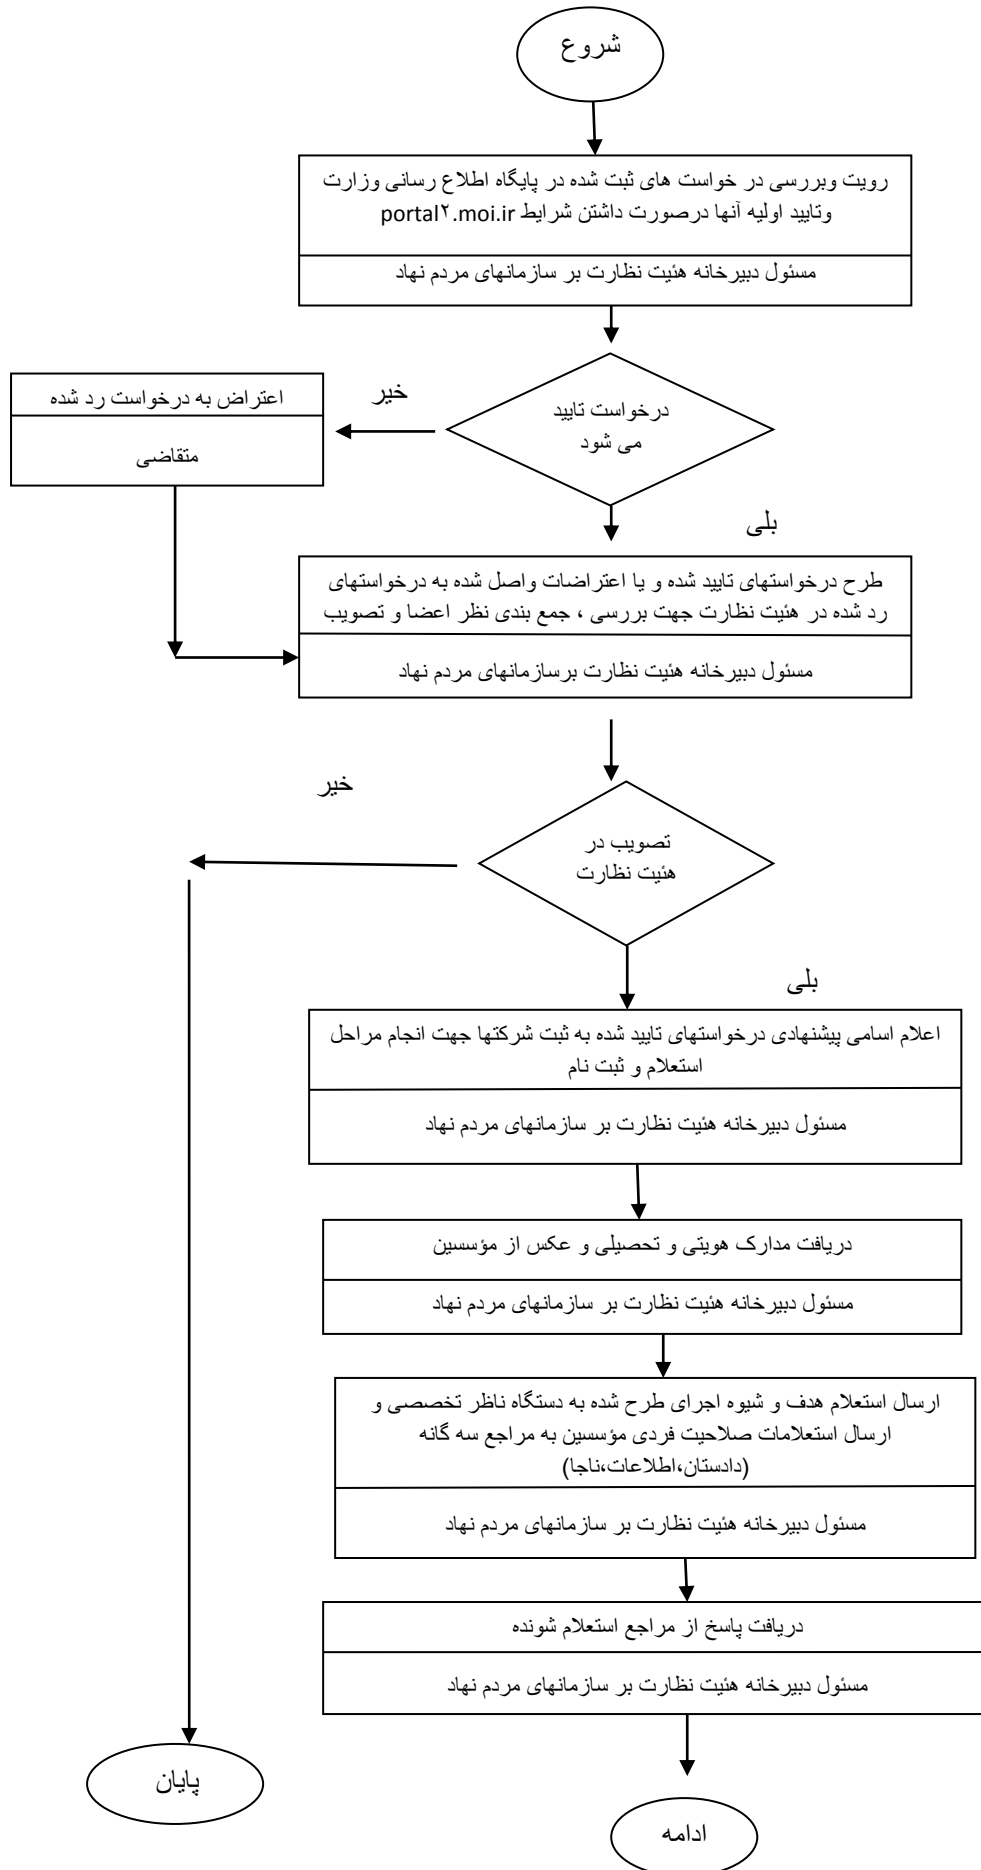 شروع
رویت وبررسی در خواست های ثبت شده در پایگاه اطلاع رسانی وزارت
portal۲.moi.ir وتایید اولیه آنها درصورت داشتن شرایط
مسئول دبیرخانه هئیت نظارت بر سازمانهای مردم نهاد
درخواست تایید
می شود
خیر
اعتراض به درخواست رد شده
متقاضی
بلی
طرح درخواستهای تایید شده و یا اعتراضات واصل شده به درخواستهای
رد شده در هئیت نظارت جهت بررسی ، جمع بندی نظر اعضا و تصویب
مسئول دبیرخانه هئیت نظارت برسازمانهای مردم نهاد
خیر
تصویب در
هئیت نظارت
بلی
اعلام اسامی پیشنهادی درخواستهای تایید شده به ثبت شرکتها جهت انجام مراحل
استعلام و ثبت نام
مسئول دبیرخانه هئیت نظارت بر سازمانهای مردم نهاد
دریافت مدارک هویتی و تحصیلی و عکس از مؤسسین
مسئول دبیرخانه هئیت نظارت بر سازمانهای مردم نهاد
ارسال استعلام هدف و شیوه اجرای طرح شده به دستگاه ناظر تخصصی و
ارسال استعلامات صلاحیت فردی مؤسسین به مراجع سه گانه
(دادستان،اطلاعات،ناجا)
مسئول دبیرخانه هئیت نظارت بر سازمانهای مردم نهاد
دریافت پاسخ از مراجع استعلام شونده
مسئول دبیرخانه هئیت نظارت بر سازمانهای مردم نهاد
پایان
ادامه